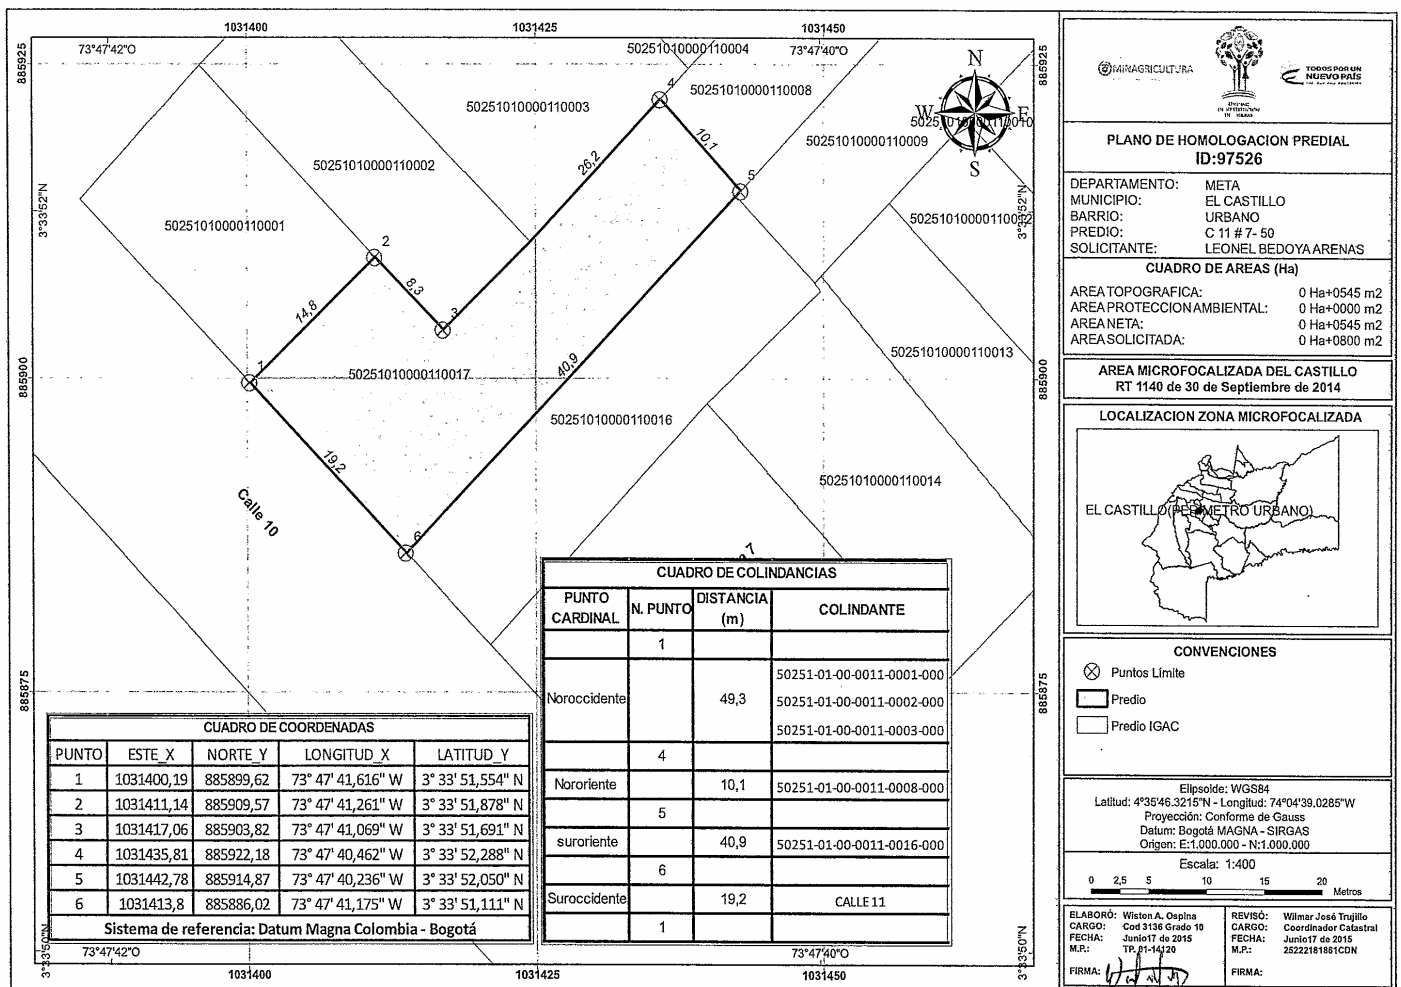 1031400
1031425
1031450
73°47'42"O
73°47'40"O
885925
885925
3°33'52"N
3°33'52"N
885900
885900
885875
885875
3°33'50"N
3°33'50"N
73°47'42"O
73°47'40"O
1031400
1031425
1031450
N
W
E
S
50251010000110004
50251010000110008
50251010000110003
50251010000110010
50251010000110009
50251010000110002
50251010000110012
50251010000110001
50251010000110013
50251010000110017
50251010000110016
50251010000110014
1
2
3
4
5
6
14,8
8,3
26,2
10,1
40,9
19,2
Calle 10
a 7
CUADRO DE COORDENADAS
PUNTO ESTE_X NORTE_Y LONGITUD_X LATITUD_Y
1 1031400,19 885899,62 73° 47' 41,616" W 3° 33' 51,554" N
2 1031411,14 885909,57 73° 47' 41,261" W 3° 33' 51,878" N
3 1031417,06 885903,82 73° 47' 41,069" W 3° 33' 51,691" N
4 1031435,81 885922,18 73° 47' 40,462" W 3° 33' 52,288" N
5 1031442,78 885914,87 73° 47' 40,236" W 3° 33' 52,050" N
6 1031413,8 885886,02 73° 47' 41,175" W 3° 33' 51,111" N
Sistema de referencia: Datum Magna Colombia - Bogotá
CUADRO DE COLINDANCIAS
PUNTO CARDINAL N. PUNTO DISTANCIA (m) COLINDANTE
1
Noroccidente 49,3 50251-01-00-0011-0001-000
50251-01-00-0011-0002-000
50251-01-00-0011-0003-000
4
Nororiente 10,1 50251-01-00-0011-0008-000
5
suroriente 40,9 50251-01-00-0011-0016-000
6
Suroccidente 19,2 CALLE 11
1
MINAGRICULTURA
TODOS POR UN
NUEVO PAÍS
PLANO DE HOMOLOGACION PREDIAL
ID:97526
DEPARTAMENTO: META
MUNICIPIO: EL CASTILLO
BARRIO: URBANO
PREDIO: C 11 # 7- 50
SOLICITANTE: LEONEL BEDOYA ARENAS
CUADRO DE AREAS (Ha)
AREA TOPOGRAFICA: 0 Ha+0545 m2
AREA PROTECCION AMBIENTAL: 0 Ha+0000 m2
AREA NETA: 0 Ha+0545 m2
AREA SOLICITADA: 0 Ha+0800 m2
AREA MICROFOCALIZADA DEL CASTILLO
RT 1140 de 30 de Septiembre de 2014
LOCALIZACION ZONA MICROFOCALIZADA
EL CASTILLO(PERIMETRO URBANO)
CONVENCIONES
Puntos Límite
Predio
Predio IGAC
Elipsoide: WGS84
Latitud: 4°35'46.3215"N - Longitud: 74°04'39.0285"W
Proyección: Conforme de Gauss
Datum: Bogotá MAGNA - SIRGAS
Origen: E:1.000.000 - N:1.000.000
Escala: 1:400
0 2,5 5 10 15 20
Metros
ELABORÓ: Wiston A. Ospina
CARGO: Cod 3136 Grado 10
FECHA: Junio17 de 2015
M.P.: TP. 01-14120
FIRMA:
REVISÓ: Wilmar José Trujillo
CARGO: Coordinador Catastral
FECHA: Junio17 de 2015
M.P.: 25222181861CDN
FIRMA: